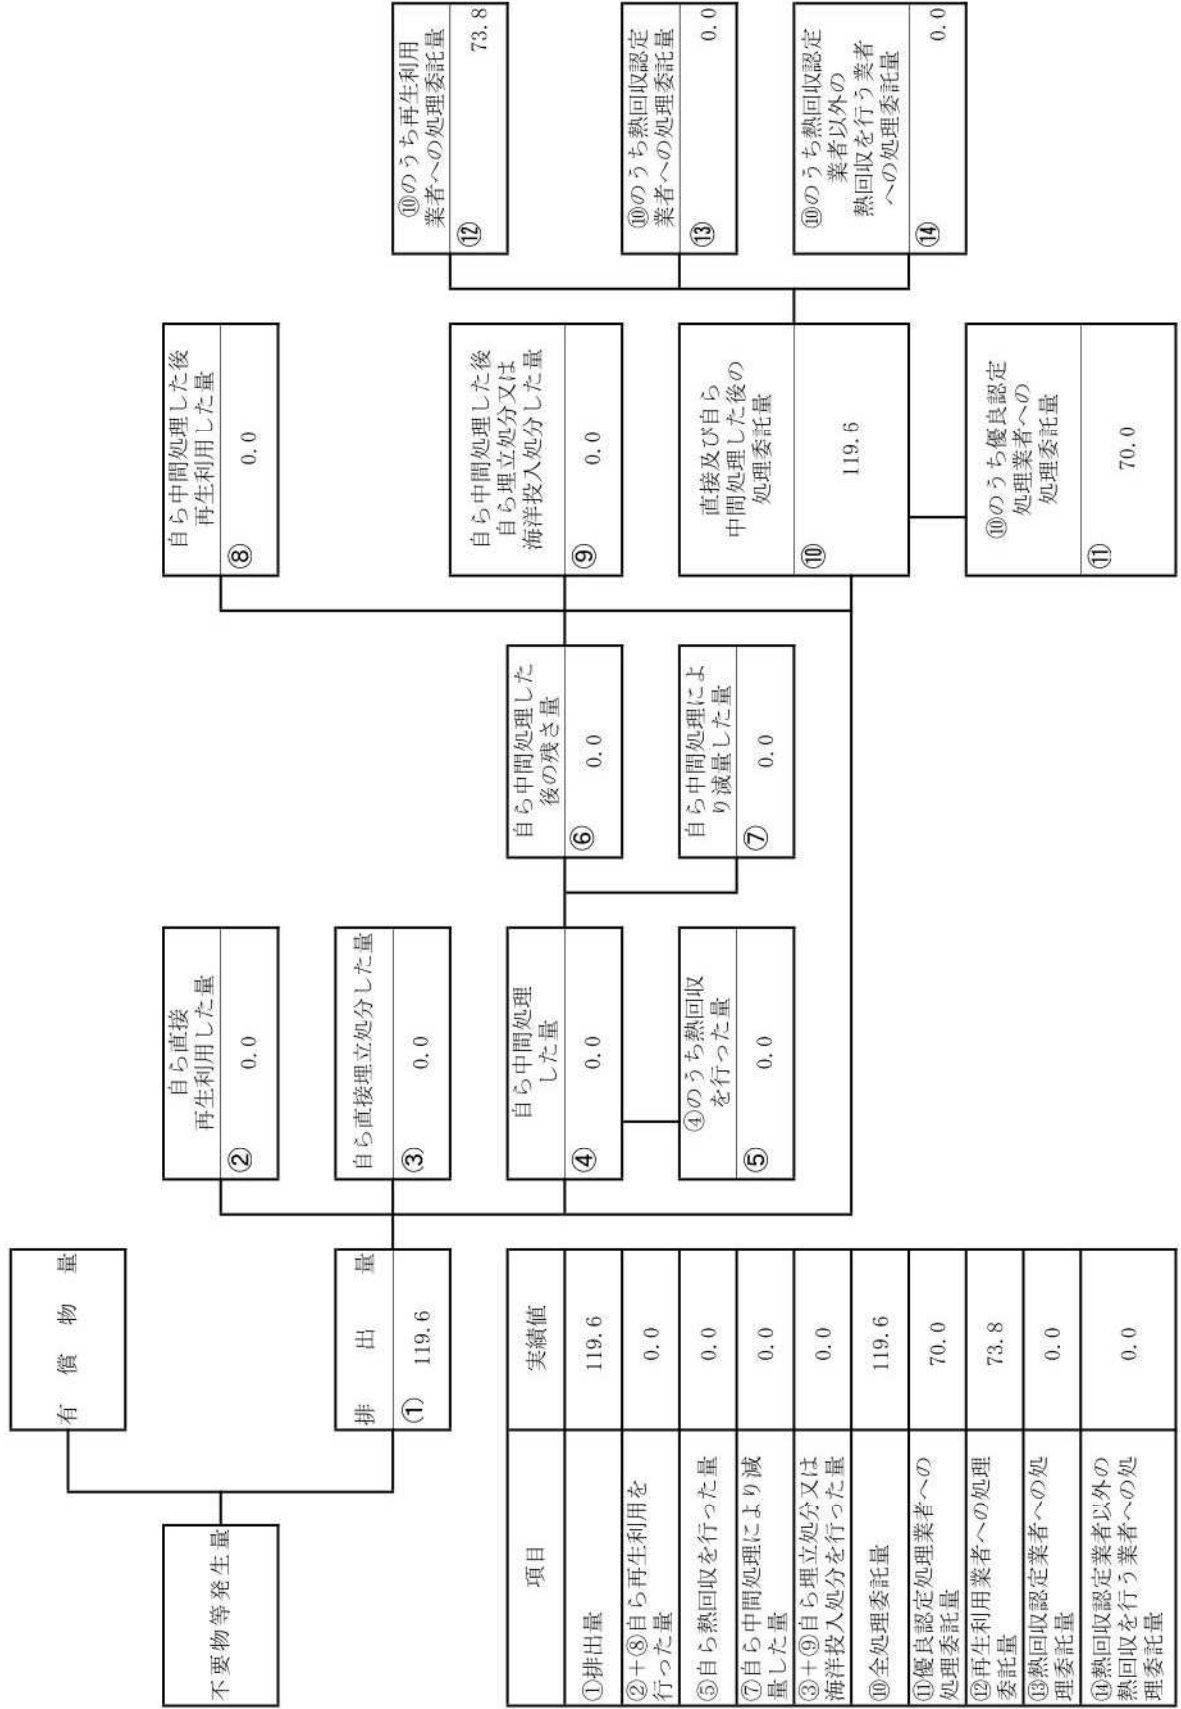 不要物等発生量
有償物量
排出量
① 119.6
自ら直接
再生利用した量
② 0.0
自ら直接埋立処分した量
③ 0.0
自ら中間処理
した量
④ 0.0
④のうち熱回収
を行った量
⑤ 0.0
自ら中間処理した
後の残さ量
⑥ 0.0
自ら中間処理によ
り減量した量
⑦ 0.0
自ら中間処理した後
再生利用した量
⑧ 0.0
自ら中間処理した後
自ら埋立処分又は
海洋投入処分した量
⑨ 0.0
直接及び自ら
中間処理した後の
処理委託量
⑩ 119.6
⑩のうち優良認定
処理業者への
処理委託量
⑪ 70.0
⑩のうち再生利用
業者への処理委託量
⑫ 73.8
⑩のうち熱回収認定
業者への処理委託量
⑬ 0.0
⑩のうち熱回収認定
業者以外の
熱回収を行う業者
への処理委託量
⑭ 0.0
項目 実績値
①排出量 119.6
②+⑧自ら再生利用を
行った量 0.0
⑤自ら熱回収を行った量 0.0
⑦自ら中間処理により減
量した量 0.0
③+⑨自ら埋立処分又は
海洋投入処分を行った量 0.0
⑩全処理委託量 119.6
⑪優良認定処理業者への
処理委託量 70.0
⑫再生利用業者への処理
委託量 73.8
⑬熱回収認定業者への処
理委託量 0.0
⑭熱回収認定業者以外の
熱回収を行う業者への処
理委託量 0.0